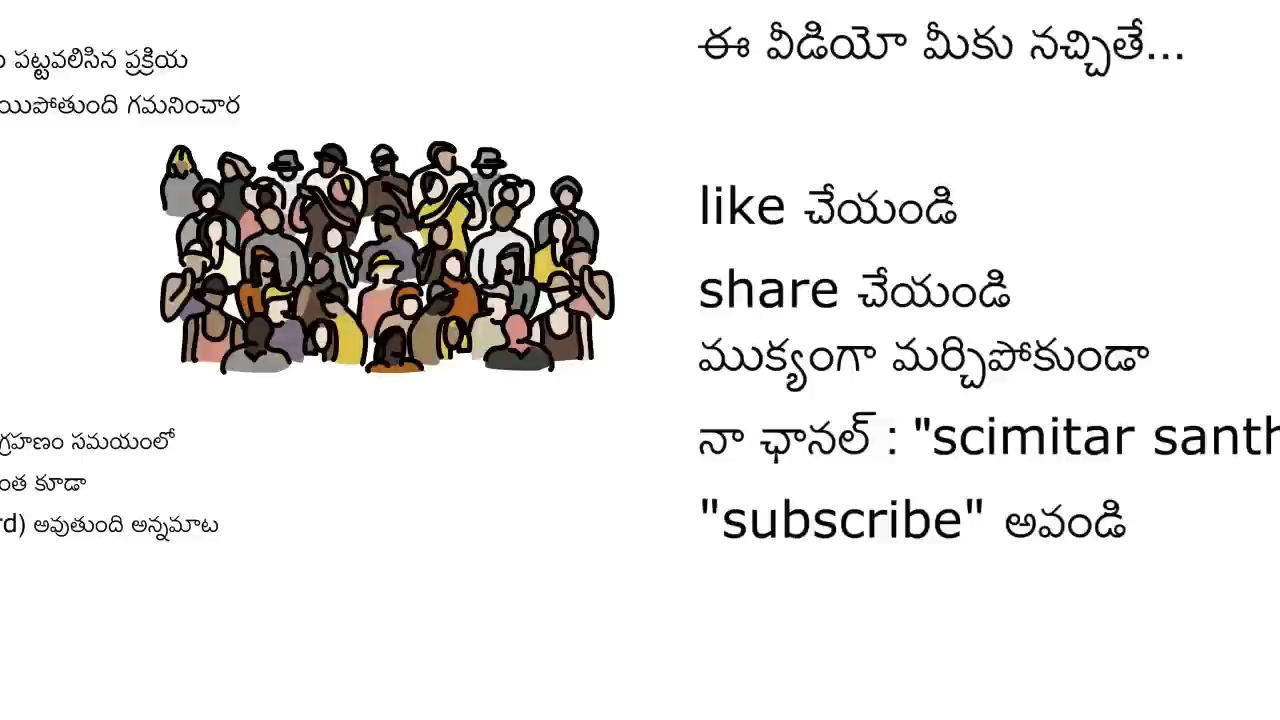 పట్టవలిసిన ప్రక్రియ
యిపోతుంది గమనించార
గ్రహణం సమయంలో
ంత కూడా
rd) అవుతుంది అన్నమాట
ఈ వీడియో మీకు నచ్చితే...
like చేయండి
share చేయండి
ముక్యంగా మర్చిపోకుండా
నా ఛానల్ : "scimitar santh
"subscribe" అవండి